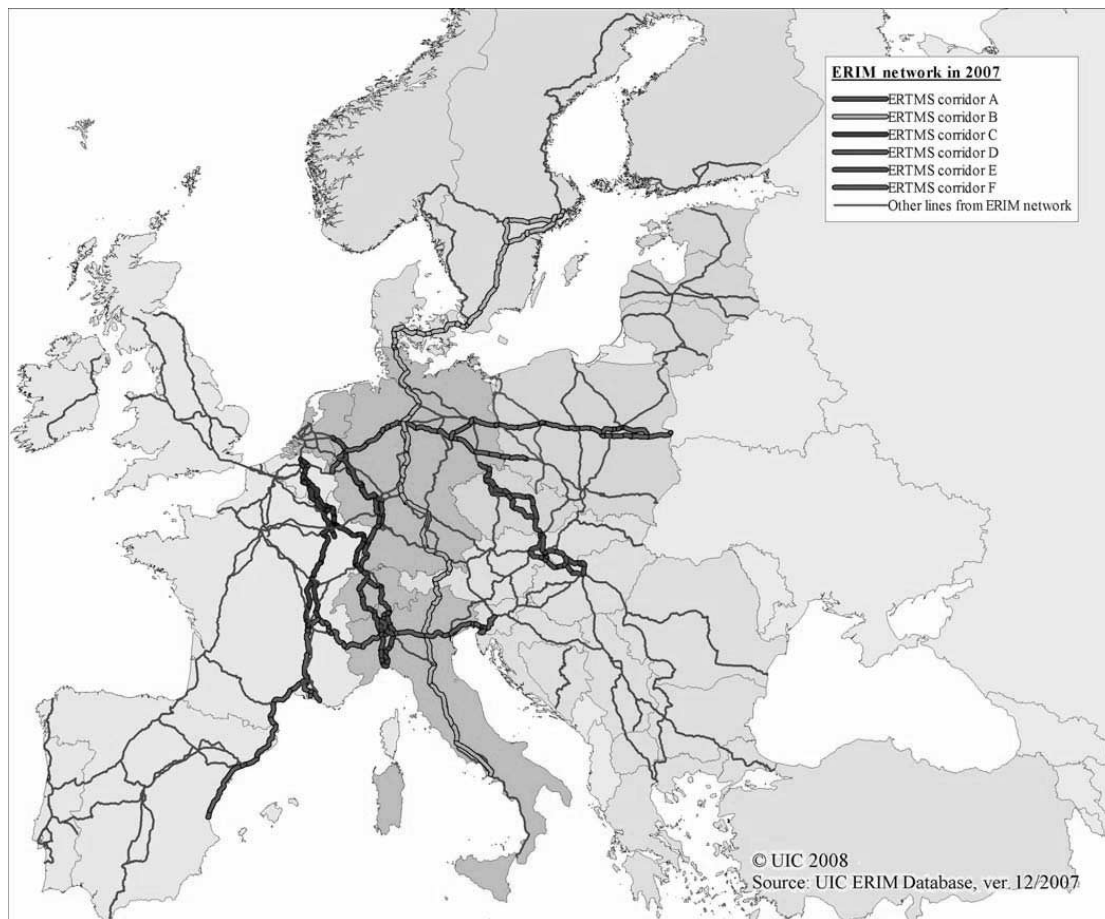 ERIM network in 2007
ERTMS corridor A
ERTMS corridor B
ERTMS corridor C
ERTMS corridor D
ERTMS corridor E
ERTMS corridor F
Other lines from ERIM network
© UIC 2008
Source: UIC ERIM Database, ver. 12/2007